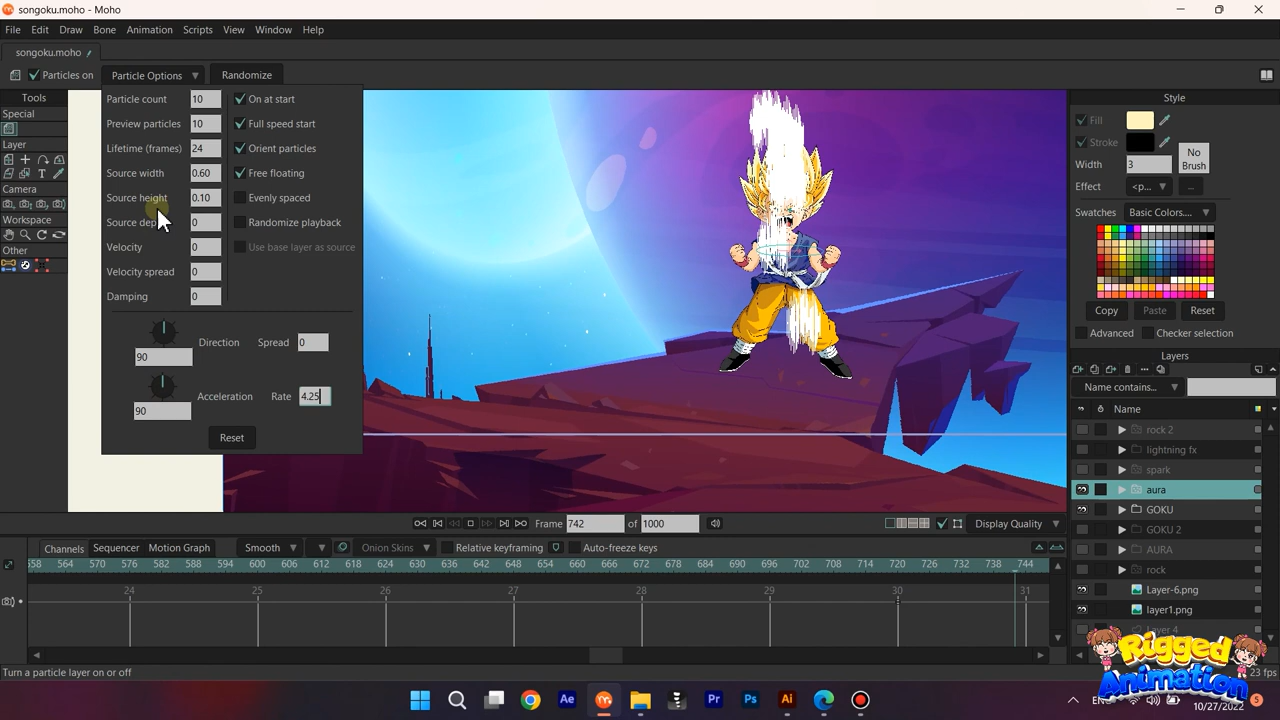 songoku.moho - Moho
File Edit Draw Bone Animation Scripts View Window Help
songoku.moho
Particles on Particle Options Randomize
Tools
Special
Layer
Camera
Workspace
Other
Particle count 10 On at start
Preview particles 10 Full speed start
Lifetime (frames) 24 Orient particles
Source width 0.60 Free floating
Source height 0.10 Evenly spaced
Source dep 0 Randomize playback
Velocity 0 Use base layer as source
Velocity spread 0
Damping 0
Direction Spread 0
90
Acceleration Rate 4.25
90
Reset
Style
Fill
Stroke
No Brush
Width 3
Effect <p... ...
Swatches Basic Colors....
Copy Paste Reset
Advanced Checker selection
Layers
Name contains...
Name
rock 2
lightning fx
spark
aura
GOKU
GOKU 2
AURA
rock
Layer-6.png
layer1.png
Layer 4
Frame 742 of 1000 Display Quality
Channels Sequencer Motion Graph Smooth Onion Skins Relative keyframing Auto-freeze keys
558 564 570 576 582 588 594 600 606 612 618 624 630 636 642 648 654 660 666 672 678 684 690 696 702 708 714 720 726 732 738 744
24 25 26 27 28 29 30 31
Turn a particle layer on or off
23 fps
Rigged
Animation
Ae Pr Ps Ai
10/27/2022
5